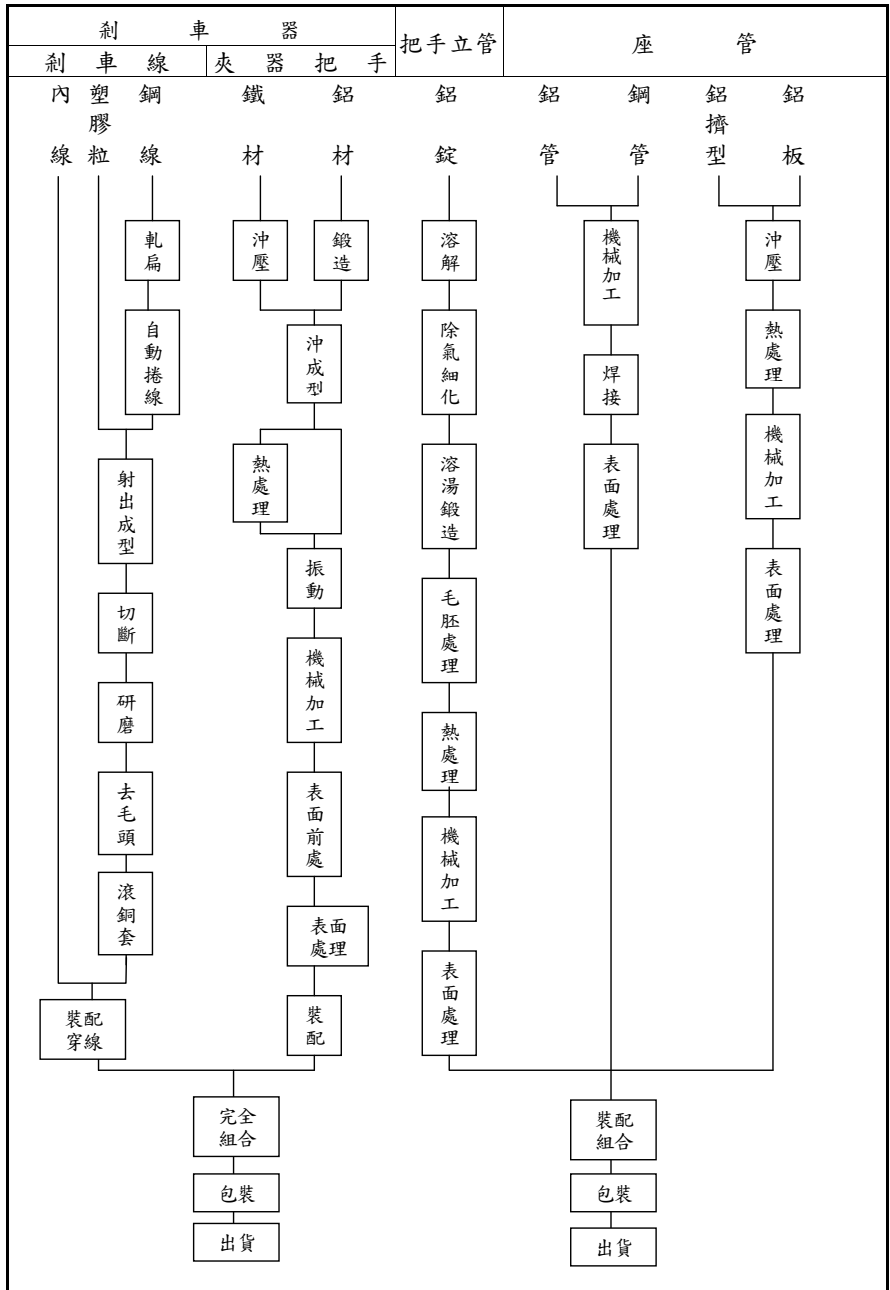 剎車器
把手立管
座管
剎車線
夾器把手
內線
塑膠粒
鋼線
鐵材
鋁材
鋁錠
鋁管
鋼管
鋁擠型
鋁板
軋扁
自動捲線
射出成型
切斷
研磨
去毛頭
滾銅套
裝配
穿線
沖壓
鍛造
沖成型
熱處理
振動
機械加工
表面前處
表面
處理
裝配
完全
組合
包裝
出貨
溶解
除氣細化
溶湯鍛造
毛胚處理
熱處理
機械加工
表面處理
機械加工
焊接
表面處理
沖壓
熱處理
機械加工
表面處理
裝配
組合
包裝
出貨